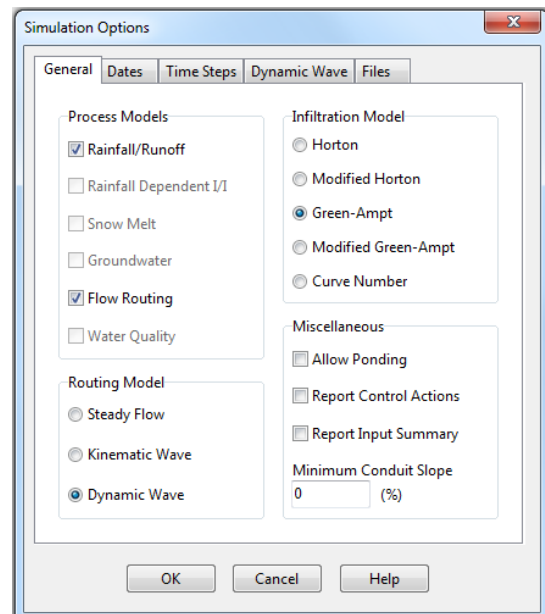 Simulation Options
General Dates Time Steps Dynamic Wave Files
Process Models
Rainfall/Runoff
Rainfall Dependent I/I
Snow Melt
Groundwater
Flow Routing
Water Quality
Routing Model
Steady Flow
Kinematic Wave
Dynamic Wave
Infiltration Model
Horton
Modified Horton
Green-Ampt
Modified Green-Ampt
Curve Number
Miscellaneous
Allow Ponding
Report Control Actions
Report Input Summary
Minimum Conduit Slope
0 (%)
OK Cancel Help